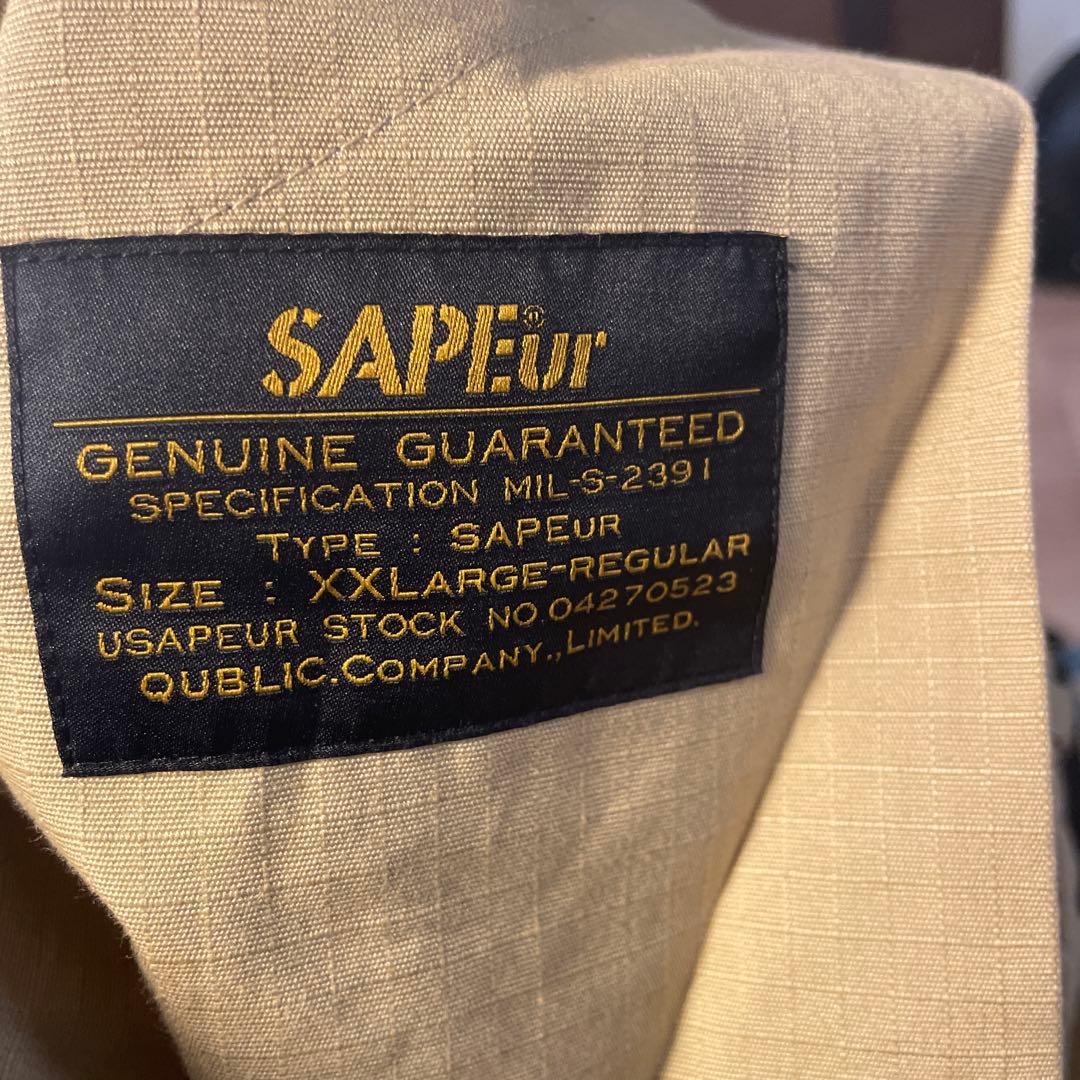 SAPEur®
GENUINE GUARANTEED
SPECIFICATION MIL-S-2391
TYPE : SAPEUR
SIZE : XXLARGE-REGULAR
USAPEUR STOCK NO.04270523
QUBLIC.COMPANY.,LIMITED.